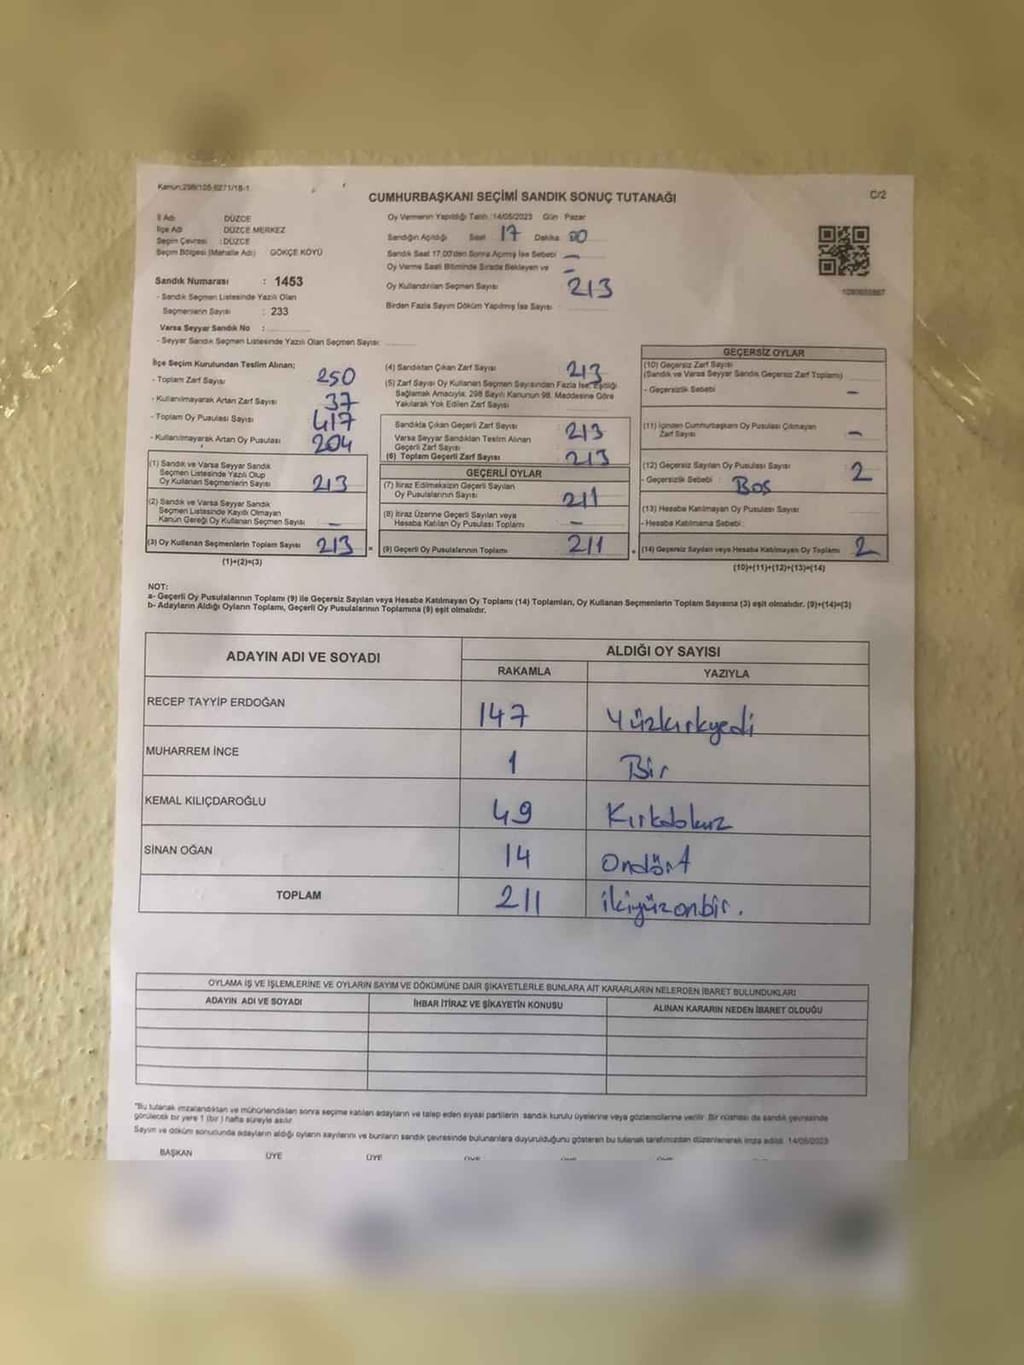 Kanun:298/105-6271/18-1
C/2
CUMHURBAŞKANI SEÇİMİ SANDIK SONUÇ TUTANAĞI
İl Adı DÜZCE
İlçe Adı DÜZCE MERKEZ
Seçim Çevresi : DÜZCE
Seçim Bölgesi (Mahalle Adı) GÖKÇE KÖYÜ
Sandık Numarası : 1453
- Sandık Seçmen Listesinde Yazılı Olan
Seçmenlerin Sayısı : 233
Varsa Seyyar Sandık No :
- Seyyar Sandık Seçmen Listesinde Yazılı Olan Seçmen Sayısı
Oy Vermenin Yapıldığı Tarih :14/05/2023 Gün Pazar
Sandığın Açıldığı Saat 17 Dakika 00
Sandık Saat 17.00'den Sonra Açılmış İse Sebebi —
Oy Verme Saati Bitiminde Sırada Bekleyen ve —
Oy Kullandırılan Seçmen Sayısı 213
Birden Fazla Sayım Döküm Yapılmış İse Sayısı
İlçe Seçim Kurulundan Teslim Alınan;
- Toplam Zarf Sayısı 250
- Kullanılmayarak Artan Zarf Sayısı 37
- Toplam Oy Pusulası Sayısı 417
- Kullanılmayarak Artan Oy Pusulası 204
(1) Sandık ve Varsa Seyyar Sandık
Seçmen Listesinde Yazılı Olup
Oy Kullanan Seçmenlerin Sayısı 213
(2) Sandık ve Varsa Seyyar Sandık
Seçmen Listesinde Kayıtlı Olmayan
Kanun Gereği Oy Kullanan Seçmen Sayısı —
(3) Oy Kullanan Seçmenlerin Toplam Sayısı 213
(1)+(2)=(3)
(4) Sandıktan Çıkan Zarf Sayısı 213
(5) Zarf Sayısı Oy Kullanan Seçmen Sayısından Fazla İse, Eşitliği
Sağlamak Amacıyla, 298 Sayılı Kanunun 98. Maddesine Göre
Yakılarak Yok Edilen Zarf Sayısı
Sandıkta Çıkan Geçerli Zarf Sayısı 213
Varsa Seyyar Sandıktan Teslim Alınan
Geçerli Zarf Sayısı
(6) Toplam Geçerli Zarf Sayısı 213
GEÇERLİ OYLAR
(7) İtiraz Edilmeksizin Geçerli Sayılan
Oy Pusulalarının Sayısı 211
(8) İtiraz Üzerine Geçerli Sayılan veya
Hesaba Katılan Oy Pusulası Toplamı —
(9) Geçerli Oy Pusulalarının Toplamı 211
GEÇERSİZ OYLAR
(10) Geçersiz Zarf Sayısı
(Sandık ve Varsa Seyyar Sandık Geçersiz Zarf Toplamı)
- Geçersizlik Sebebi —
(11) İçinden Cumhurbaşkanı Oy Pusulası Çıkmayan
Zarf Sayısı —
(12) Geçersiz Sayılan Oy Pusulası Sayısı 2
- Geçersizlik Sebebi : Boş
(13) Hesaba Katılmayan Oy Pusulası Sayısı
- Hesaba Katılmama Sebebi
(14) Geçersiz Sayılan veya Hesaba Katılmayan Oy Toplamı 2
(10)+(11)+(12)+(13)=(14)
NOT:
a- Geçerli Oy Pusulalarının Toplamı (9) ile Geçersiz Sayılan veya Hesaba Katılmayan Oy Toplamı (14) Toplamları, Oy Kullanan Seçmenlerin Toplam Sayısına (3) eşit olmalıdır. (9)+(14)=(3)
b- Adayların Aldığı Oyların Toplamı, Geçerli Oy Pusulalarının Toplamına (9) eşit olmalıdır.
ADAYIN ADI VE SOYADI
ALDIĞI OY SAYISI
RAKAMLA YAZIYLA
RECEP TAYYİP ERDOĞAN 147 Yüzkırkyedi
MUHARREM İNCE 1 Bir
KEMAL KILIÇDAROĞLU 49 Kırkdokuz
SİNAN OĞAN 14 Ondört
TOPLAM 211 ikiyüzonbir.
OYLAMA İŞ VE İŞLEMLERİNE VE OYLARIN SAYIM VE DÖKÜMÜNE DAİR ŞİKAYETLERLE BUNLARA AİT KARARLARIN NELERDEN İBARET BULUNDUKLARI
ADAYIN ADI VE SOYADI İHBAR İTİRAZ VE ŞİKAYETİN KONUSU ALINAN KARARIN NEDEN İBARET OLDUĞU
"Bu tutanak imzalandıktan ve mühürlendikten sonra seçime katılan adayların ve talep eden siyasi partilerin sandık kurulu üyelerine veya gözlemcilerine verilir. Bir nüshası da sandık çevresinde
görülecek bir yere 1 (bir) hafta süreyle asılır.
Sayım ve döküm sonucunda adayların aldığı oyların sayılarını ve bunların sandık çevresinde bulunanlara duyurulduğunu gösteren bu tutanak tarafımızdan düzenlenerek imza edildi. 14/05/2023
BAŞKAN ÜYE ÜYE ÜYE ÜYE ÜYE